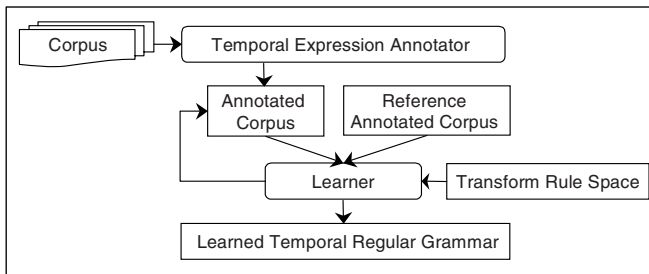 Corpus
Temporal Expression Annotator
Annotated
Corpus
Reference
Annotated Corpus
Learner
Transform Rule Space
Learned Temporal Regular Grammar